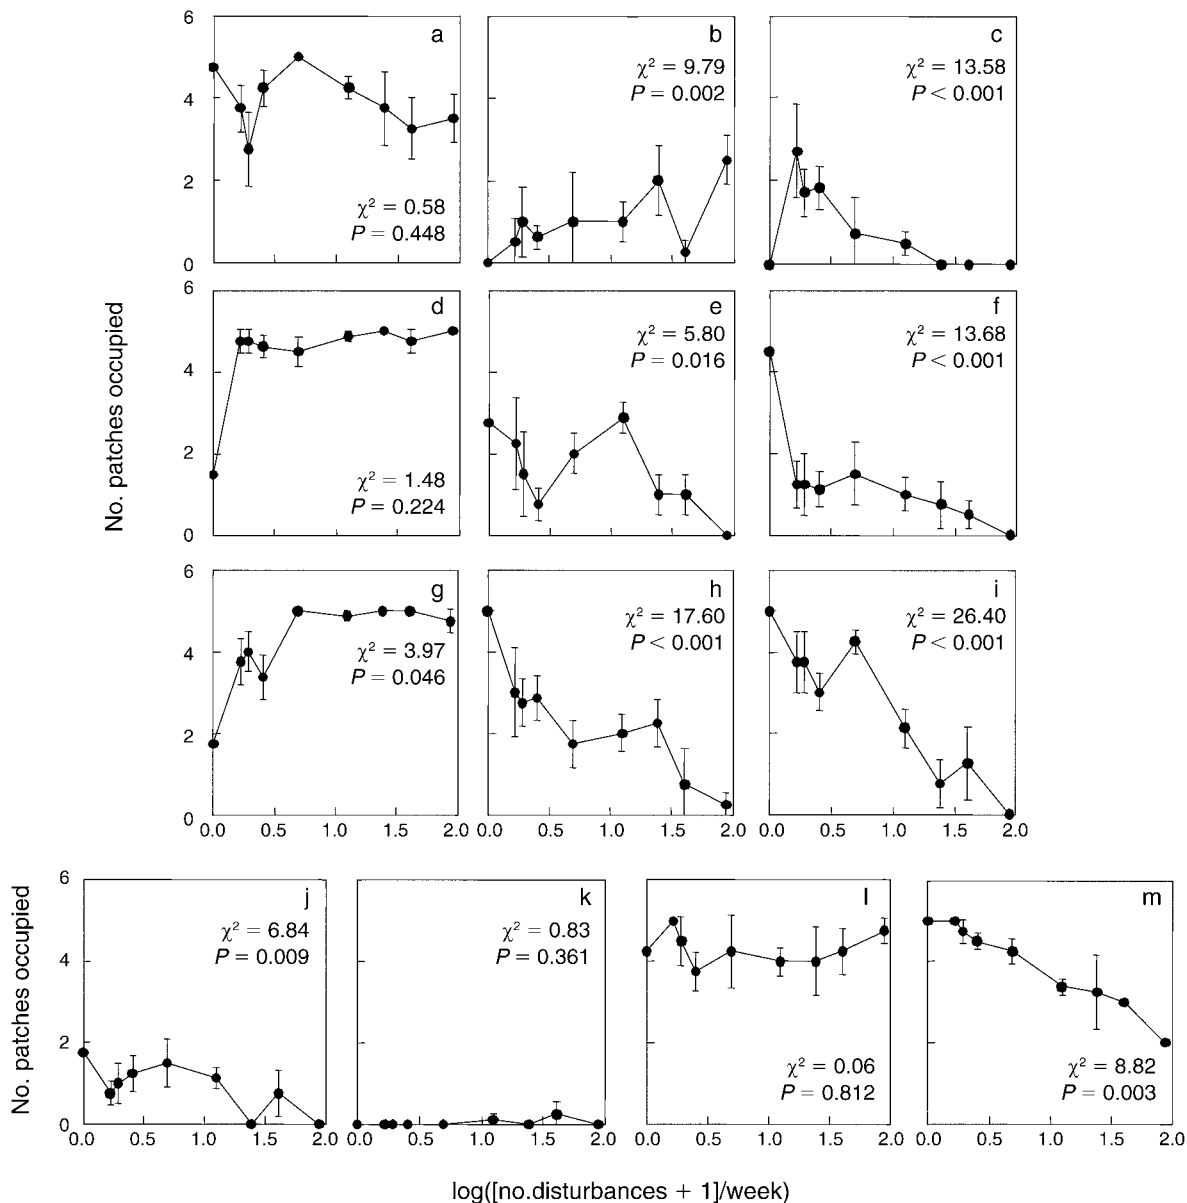 6
4
2
0
a
χ² = 0.58
P = 0.448
b
χ² = 9.79
P = 0.002
c
χ² = 13.58
P < 0.001
No. patches occupied
6
4
2
0
d
χ² = 1.48
P = 0.224
e
χ² = 5.80
P = 0.016
f
χ² = 13.68
P < 0.001
6
4
2
0
g
χ² = 3.97
P = 0.046
h
χ² = 17.60
P < 0.001
i
χ² = 26.40
P < 0.001
0.0 0.5 1.0 1.5 2.0
0.5 1.0 1.5 2.0
0.0 0.5 1.0 1.5 2.0
No. patches occupied
6
4
2
0
j
χ² = 6.84
P = 0.009
k
χ² = 0.83
P = 0.361
l
χ² = 0.06
P = 0.812
m
χ² = 8.82
P = 0.003
0.0 0.5 1.0 1.5 2.0
0.0 0.5 1.0 1.5 2.0
0.0 0.5 1.0 1.5 2.0
0.0 0.5 1.0 1.5 2.0
log([no.disturbances + 1]/week)